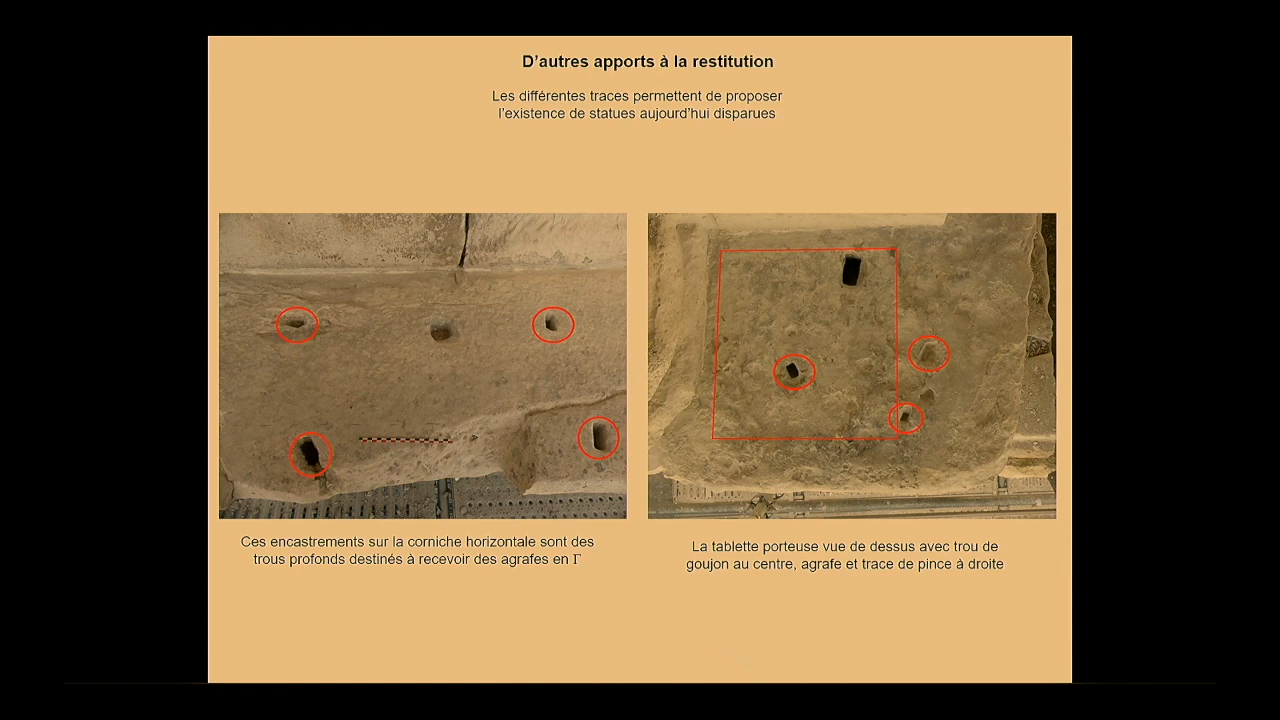 D’autres apports à la restitution
Les différentes traces permettent de proposer
l’existence de statues aujourd’hui disparues
Ces encastrements sur la corniche horizontale sont des
trous profonds destinés à recevoir des agrafes en Γ
La tablette porteuse vue de dessus avec trou de
goujon au centre, agrafe et trace de pince à droite